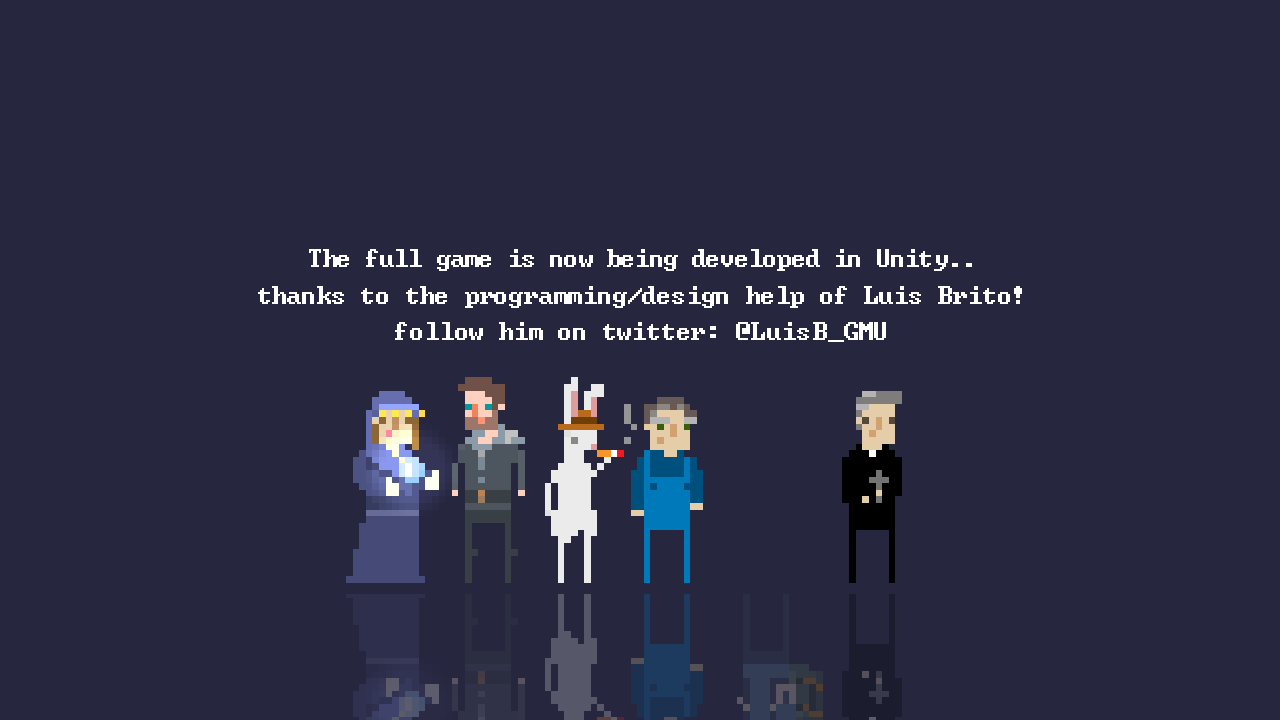 The full game is now being developed in Unity..
thanks to the programming/design help of Luis Brito!
follow him on twitter: @LuisB_GMU